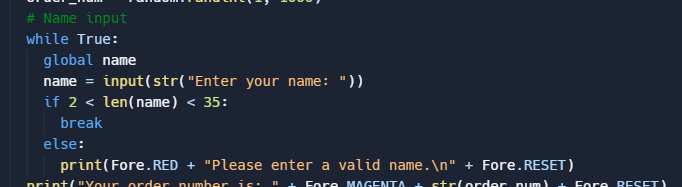 order_num = random.randint(1, 1000)
# Name input
while True:
global name
name = input(str("Enter your name: "))
if 2 < len(name) < 35:
break
else:
print(Fore.RED + "Please enter a valid name.\n" + Fore.RESET)
print("Your order number is: " + Fore.MAGENTA + str(order_num) + Fore.RESET)